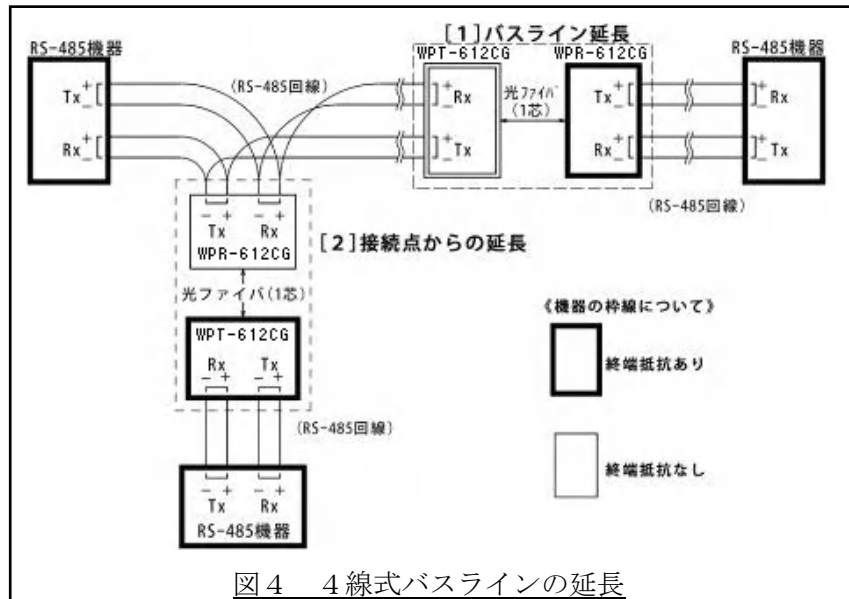 [1]バスライン延長
RS-485機器
WPT-612CG
WPR-612CG
RS-485機器
(RS-485回線)
Tx + −
Rx + −
+ − Rx
+ − Tx
光ファイバ
(1芯)
Tx + −
Rx + −
+ − Rx
+ − Tx
(RS-485回線)
− + − +
Tx Rx
WPR-612CG
[2]接続点からの延長
光ファイバ(1芯)
WPT-612CG
Rx Tx
− + − +
(RS-485回線)
− + − +
Tx Rx
RS-485機器
《機器の枠線について》
終端抵抗あり
終端抵抗なし
図4 4線式バスラインの延長